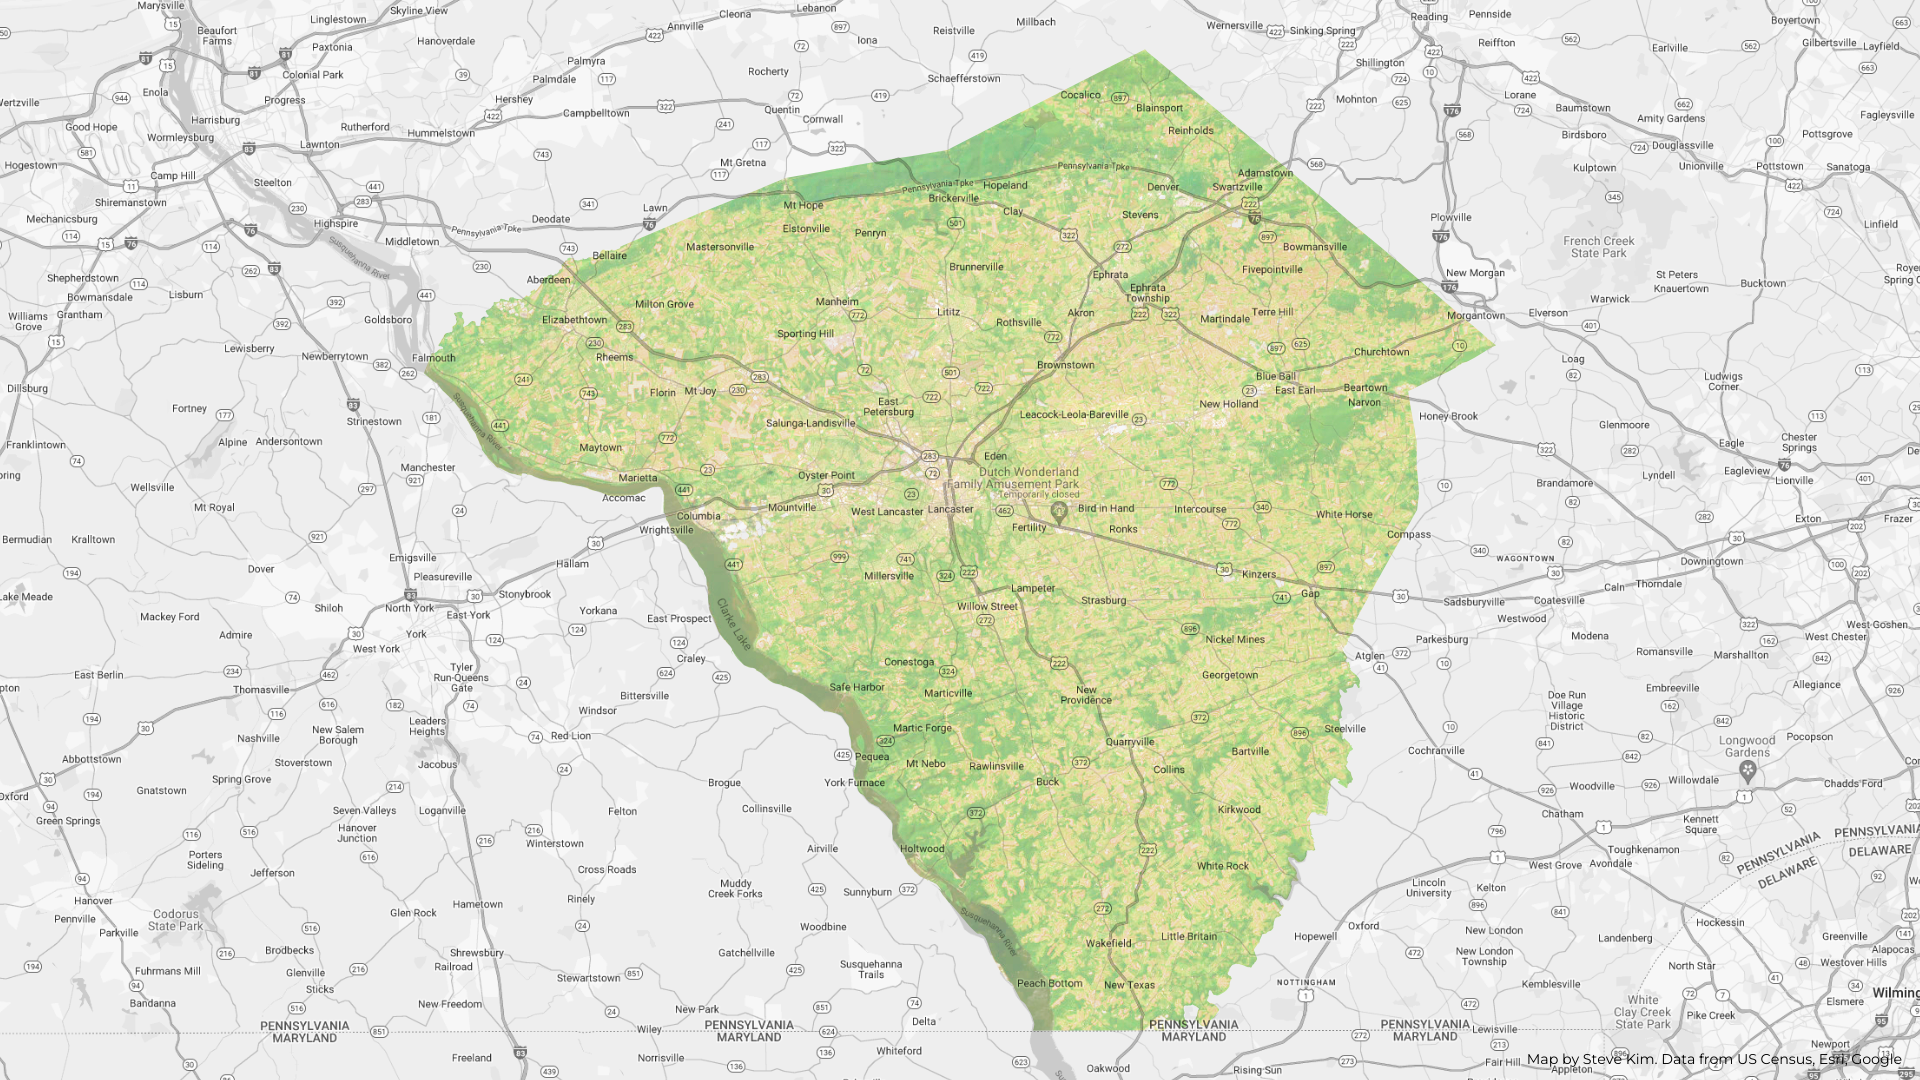 Marysville
Skyline View
Linglestown
Cleona
Lebanon
Beaufort
Farms
Paxtonia
Hanoverdale
Annville
Iona
Reistville
Millbach
Wernersville
Sinking Spring
Reading
Pennside
Boyertown
Colonial Park
Palmyra
Palmdale
Rocherty
Schaefferstown
Shillington
Reiffton
Earlville
Gilbertsville
Layfield
Enola
Progress
Hershey
Campbelltown
Quentin
Cornwall
Cocalico
Blainsport
Mohnton
Lorane
Baumstown
Amity Gardens
Fagleysville
Good Hope
Harrisburg
Wormleysburg
Rutherford
Hummelstown
Lawnton
Reinholds
Birdsboro
Douglassville
Pottsgrove
Hogestown
Camp Hill
Steelton
Mt Gretna
Pennsylvania Tpke
Adamstown
Kulptown
Unionville
Pottstown
Sanatoga
Shiremanstown
Mechanicsburg
Highspire
Deodate
Lawn
Mt Hope
Pennsylvania Tpke
Hopeland
Brickerville
Denver
Swartzville
Plowville
Linfield
Middletown
Pennsylvania Tpke
Elstonville
Penryn
Clay
Stevens
Susquehanna River
Mastersonville
Bowmansville
French Creek
State Park
Shepherdstown
Bowmansdale
Lisburn
Bellaire
Aberdeen
Brunnerville
Ephrata
Fivepointville
New Morgan
St Peters
Knauertown
Bucktown
Williams
Grove
Grantham
Goldsboro
Milton Grove
Elizabethtown
Manheim
Lititz
Ephrata
Township
Akron
Martindale
Terre Hill
Morgantown
Elverson
Warwick
Lewisberry
Newberrytown
Falmouth
Rheems
Sporting Hill
Rothsville
Brownstown
Churchtown
Loag
Dillsburg
Florin
Mt Joy
Blue Ball
East Earl
Beartown
Narvon
Ludwigs
Corner
Fortney
Strinestown
Susquehanna River
East
Petersburg
Leacock-Leola-Bareville
New Holland
Honey Brook
Glenmoore
Franklintown
Alpine
Andersontown
Maytown
Salunga-Landisville
Eagle
Chester
Springs
Manchester
Marietta
Oyster Point
Eden
Dutch Wonderland
Family Amusement Park
Temporarily closed
Eagleview
Lionville
Lyndell
Wellsville
Mt Royal
Accomac
Columbia
Wrightsville
Mountville
West Lancaster
Lancaster
Fertility
Bird in Hand
Ronks
Intercourse
White Horse
Compass
Brandamore
Exton
Frazer
Bermudian
Kralltown
Emigsville
Hallam
WAGONTOWN
Downingtown
Dover
Pleasureville
Millersville
Kinzers
Caln
Thorndale
Lake Meade
Mackey Ford
Shiloh
North York
Stonybrook
East York
Yorkana
Clarke Lake
Lampeter
Willow Street
Strasburg
Gap
Sadsburyville
Coatesville
Westwood
Admire
York
West York
East Prospect
Craley
Nickel Mines
Parkesburg
Modena
West Goshen
West Chester
East Berlin
Thomasville
Tyler
Run-Queens
Gate
Bittersville
Conestoga
Safe Harbor
Marticville
New
Providence
Georgetown
Atglen
Romansville
Marshallton
Embreeville
Allegiance
Windsor
Leaders
Heights
New Salem
Borough
Nashville
Red Lion
Martic Forge
Steelville
Doe Run
Village
Historic
District
Longwood
Gardens
Pocopson
Abbottstown
Stoverstown
Jacobus
Pequea
Mt Nebo
Rawlinsville
Quarryville
Collins
Bartville
Cochranville
Spring Grove
Gnatstown
Brogue
York Furnace
Buck
Willowdale
Woodville
Chadds Ford
Green Springs
Seven Valleys
Loganville
Felton
Collinsville
Kirkwood
Chatham
Kennett
Square
Hanover
Junction
Winterstown
Airville
Holtwood
White Rock
Toughkenamon
West Grove
Avondale
PENNSYLVANIA
DELAWARE
PENNSYLVANIA
DELAWARE
Porters
Sideling
Jefferson
Cross Roads
Muddy
Creek Forks
Sunnyburn
Lincoln
University
Kelton
Hanover
Pennville
Parkville
Codorus
State Park
Glen Rock
Hametown
Rinely
Woodbine
Susquehanna River
Oxford
Hopewell
New London
Hockessin
Landenberg
Greenville
Alapocas
Brodbecks
Shrewsbury
Railroad
Gatchellville
Wakefield
Little Britain
New London
Township
Westover Hills
Fuhrmans Mill
Glenville
Sticks
Stewartstown
Susquehanna
Trails
Peach Bottom
New Texas
NOTTINGHAM
Kemblesville
North Star
Elsmere
Bandanna
New Freedom
New Park
White
Clay Creek
State Park
Pike Creek
PENNSYLVANIA
MARYLAND
Wiley
PENNSYLVANIA
MARYLAND
Delta
PENNSYLVANIA
MARYLAND
PENNSYLVANIA
MARYLAND
Lewisville
Newport
Freeland
Norrisville
Whiteford
Oakwood
Rising Sun
Fair Hill
Appleton
Map by Steve Kim. Data from US Census, Esri, Google